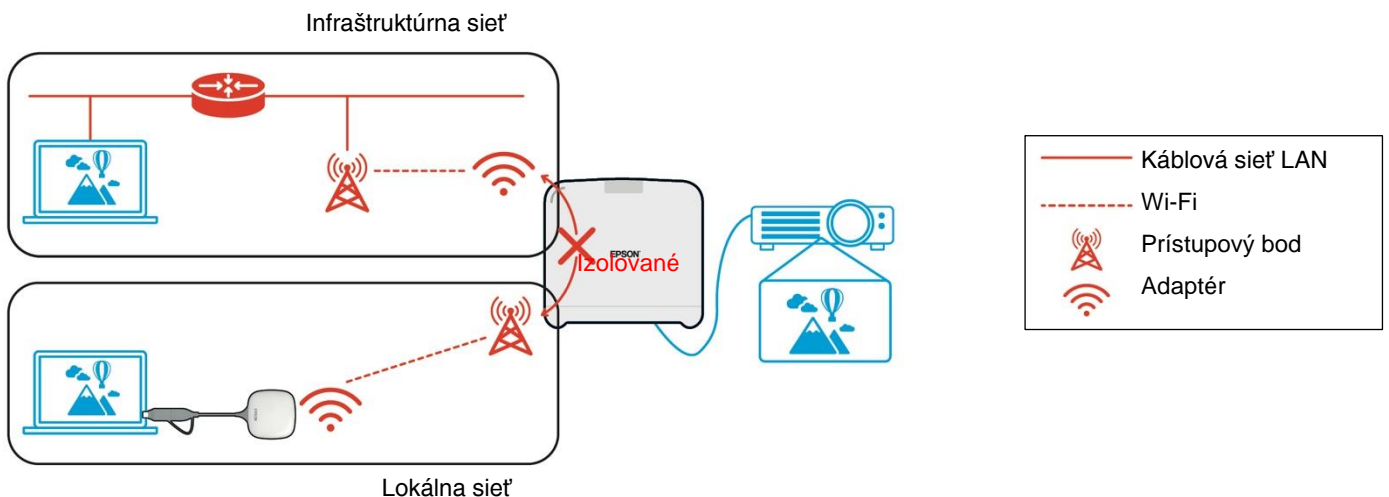 Infraštruktúrna sieť
EPSON
Izolované
Lokálna sieť
Káblová sieť LAN
Wi-Fi
Prístupový bod
Adaptér